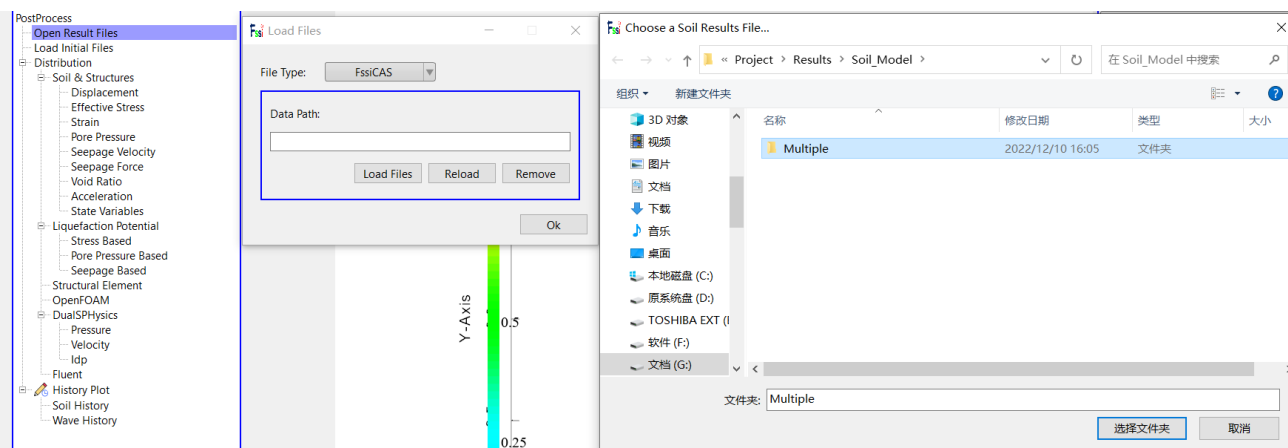 PostProcess
Open Result Files
Load Initial Files
Distribution
Soil & Structures
Displacement
Effective Stress
Strain
Pore Pressure
Seepage Velocity
Seepage Force
Void Ratio
Acceleration
State Variables
Liquefaction Potential
Stress Based
Pore Pressure Based
Seepage Based
Structural Element
OpenFOAM
DualSPHysics
Pressure
Velocity
Idp
Fluent
History Plot
Soil History
Wave History
Fssi Load Files
File Type: FssiCAS
Data Path:
Load Files Reload Remove
Ok
Y-Axis
0.5
0.25
Fssi Choose a Soil Results File...
« Project > Results > Soil_Model >
在 Soil_Model 中搜索
组织 新建文件夹
3D 对象
视频
图片
文档
下载
音乐
桌面
本地磁盘 (C:)
原系统盘 (D:)
TOSHIBA EXT (
软件 (F:)
文档 (G:)
名称 修改日期 类型 大小
Multiple 2022/12/10 16:05 文件夹
文件夹: Multiple
选择文件夹 取消